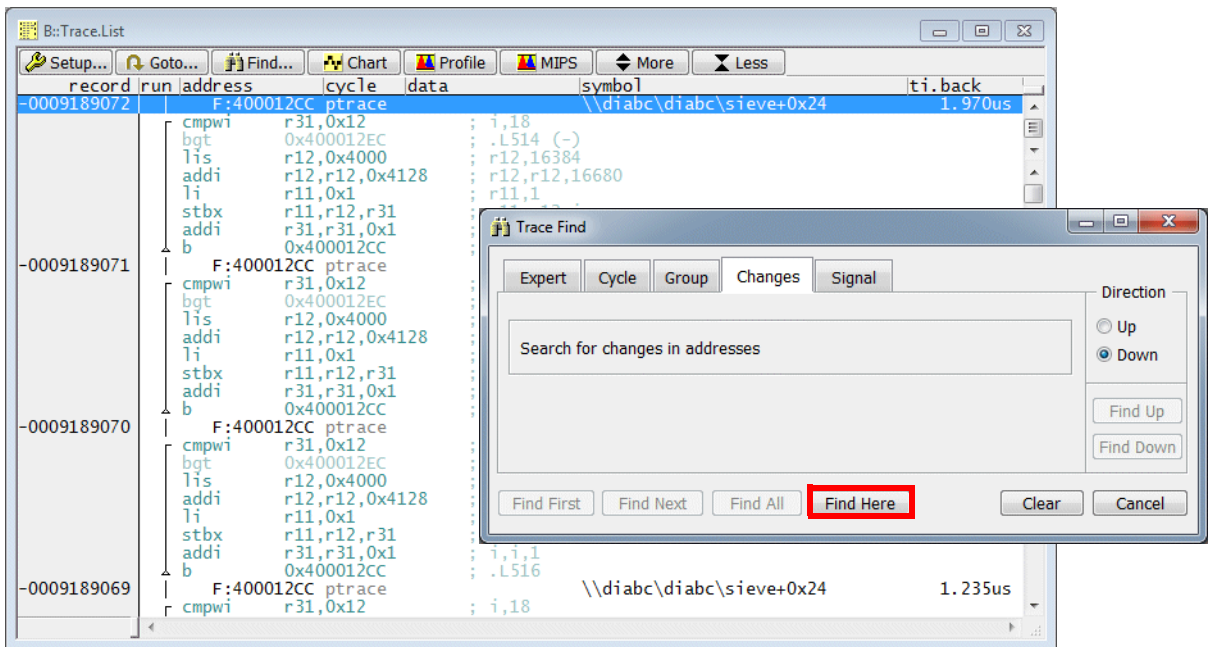 B::Trace.List
Setup... Goto... Find... Chart Profile MIPS More Less
record run address cycle data symbol ti.back
-0009189072 F:400012CC ptrace \\diabc\diabc\sieve+0x24 1.970us
cmpwi r31,0x12 ; i,18
bgt 0x400012EC ; .L514 (-)
lis r12,0x4000 ; r12,16384
addi r12,r12,0x4128 ; r12,r12,16680
li r11,0x1 ; r11,1
stbx r11,r12,r31 ;
addi r31,r31,0x1 ;
b 0x400012CC ;
-0009189071 F:400012CC ptrace
cmpwi r31,0x12 ;
bgt 0x400012EC ;
lis r12,0x4000 ;
addi r12,r12,0x4128 ;
li r11,0x1 ;
stbx r11,r12,r31 ;
addi r31,r31,0x1 ;
b 0x400012CC ;
-0009189070 F:400012CC ptrace
cmpwi r31,0x12 ;
bgt 0x400012EC ;
lis r12,0x4000 ;
addi r12,r12,0x4128 ;
li r11,0x1 ;
stbx r11,r12,r31 ;
addi r31,r31,0x1 ; i,i,1
b 0x400012CC ; .L516
-0009189069 F:400012CC ptrace \\diabc\diabc\sieve+0x24 1.235us
cmpwi r31,0x12 ; i,18
Trace Find
Expert Cycle Group Changes Signal
Direction
Up
Search for changes in addresses
Down
Find Up
Find Down
Find First Find Next Find All Find Here Clear Cancel